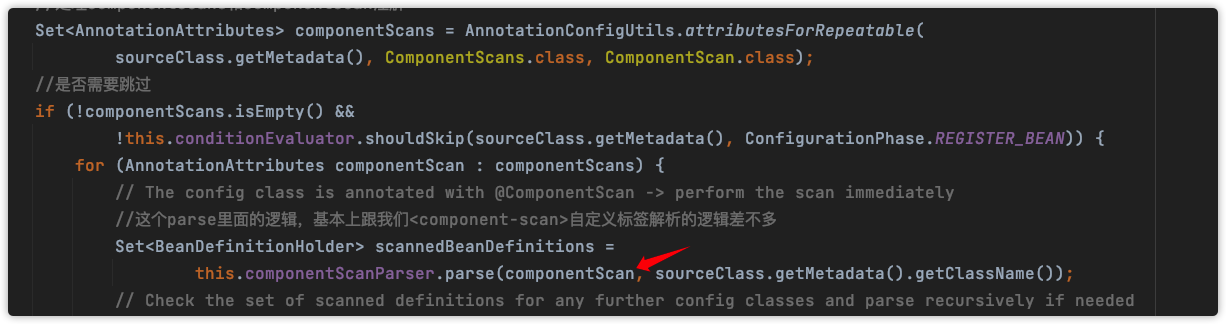 Set<AnnotationAttributes> componentScans = AnnotationConfigUtils.attributesForRepeatable(
sourceClass.getMetadata(), ComponentScans.class, ComponentScan.class);
//是否需要跳过
if (!componentScans.isEmpty() &&
!this.conditionEvaluator.shouldSkip(sourceClass.getMetadata(), ConfigurationPhase.REGISTER_BEAN)) {
for (AnnotationAttributes componentScan : componentScans) {
// The config class is annotated with @ComponentScan -> perform the scan immediately
//这个parse里面的逻辑，基本上跟我们<component-scan>自定义标签解析的逻辑差不多
Set<BeanDefinitionHolder> scannedBeanDefinitions =
this.componentScanParser.parse(componentScan, sourceClass.getMetadata().getClassName());
// Check the set of scanned definitions for any further config classes and parse recursively if needed